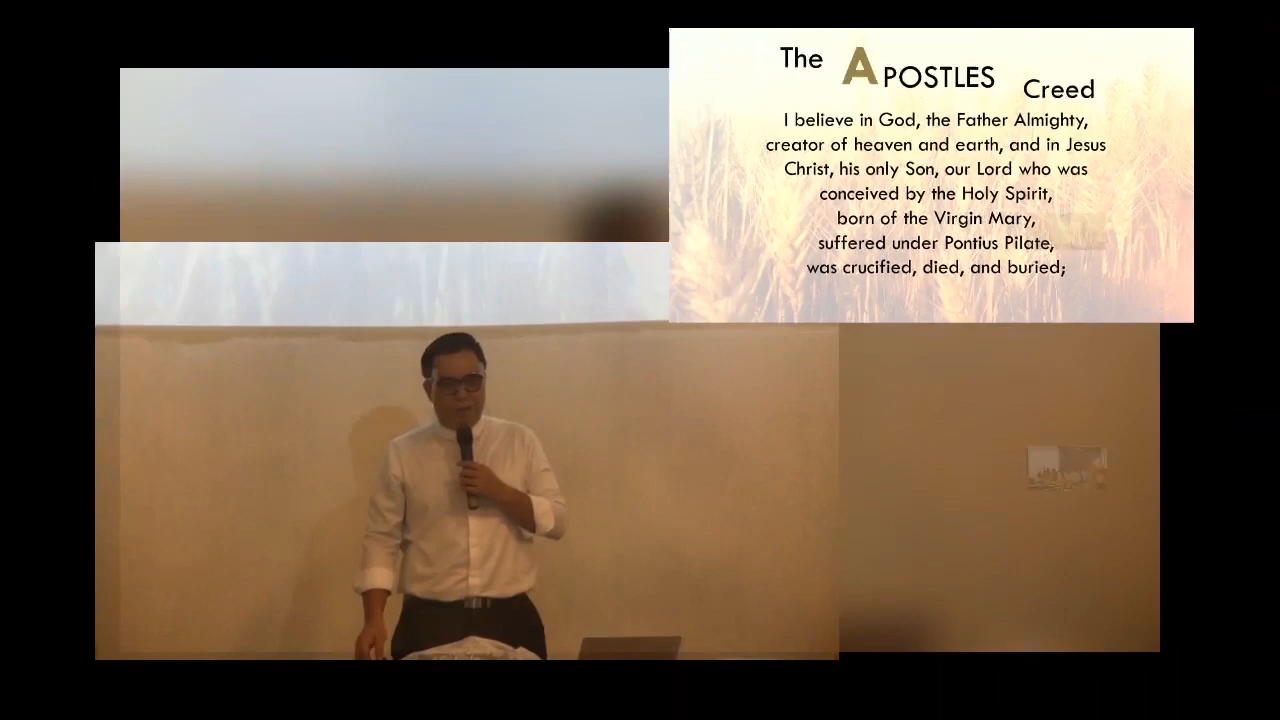 The APOSTLES Creed
I believe in God, the Father Almighty,
creator of heaven and earth, and in Jesus
Christ, his only Son, our Lord who was
conceived by the Holy Spirit,
born of the Virgin Mary,
suffered under Pontius Pilate,
was crucified, died, and buried;